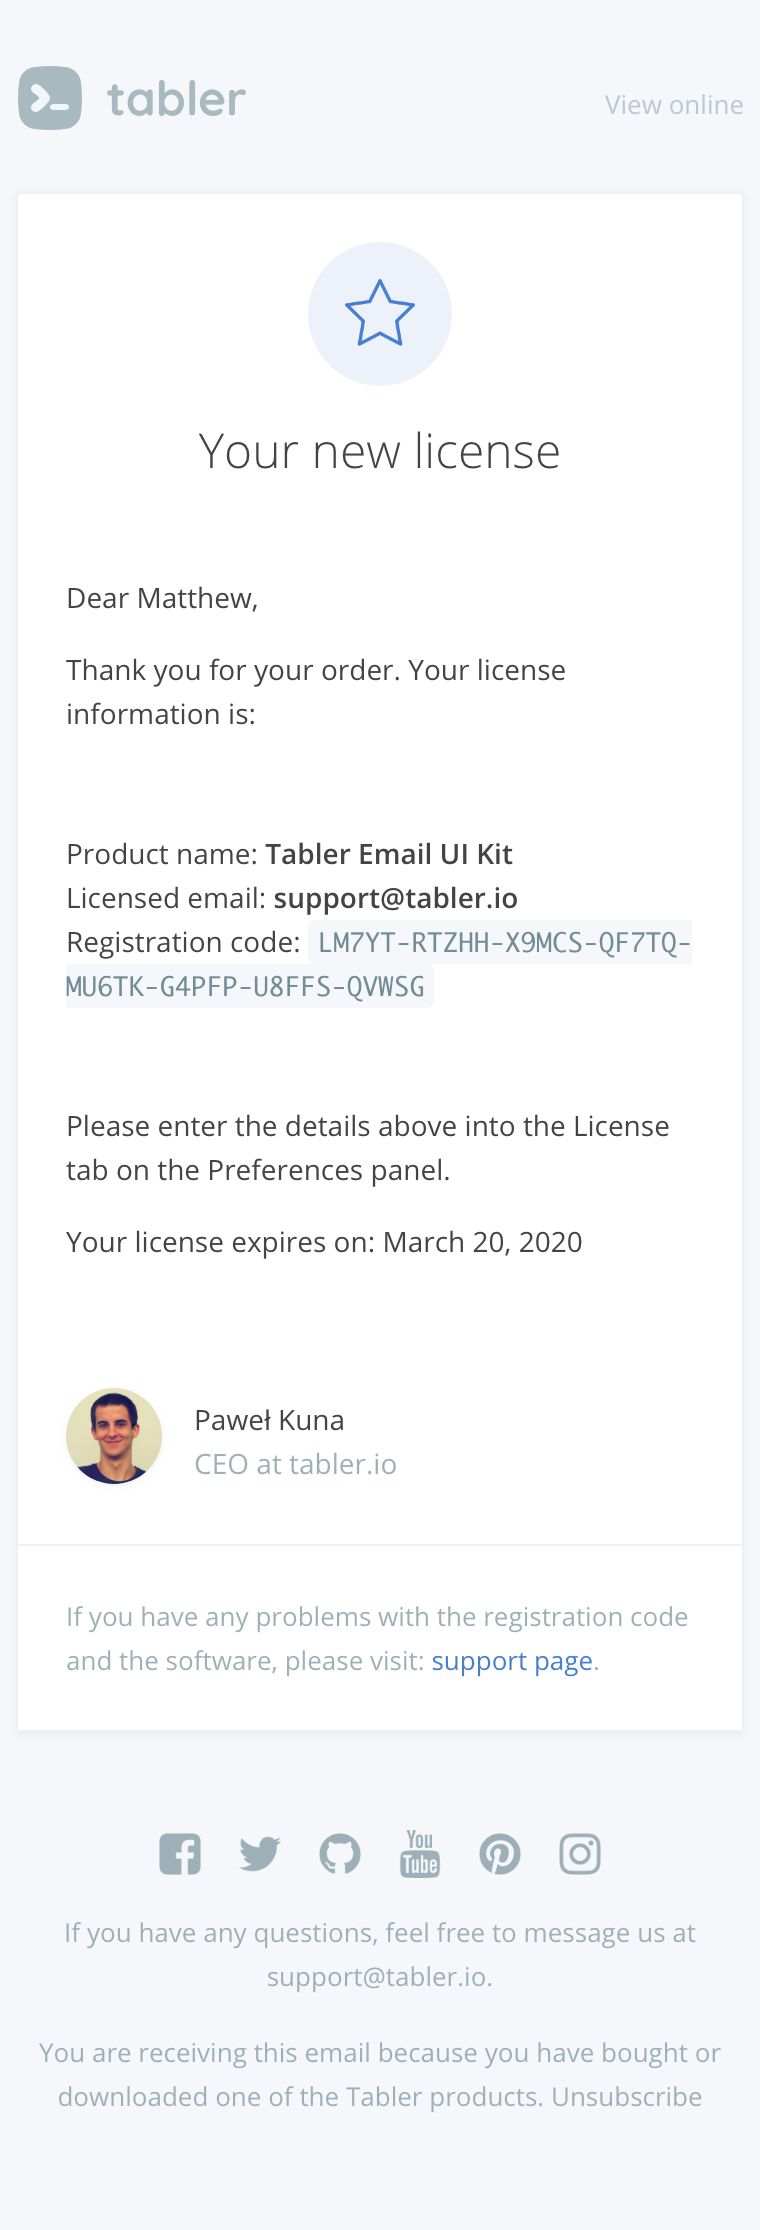 tabler
View online
Your new license
Dear Matthew,
Thank you for your order. Your license
information is:
Product name: Tabler Email UI Kit
Licensed email: support@tabler.io
Registration code: LM7YT-RTZHH-X9MCS-QF7TQ-
MU6TK-G4PFP-U8FFS-QVWSG
Please enter the details above into the License
tab on the Preferences panel.
Your license expires on: March 20, 2020
Paweł Kuna
CEO at tabler.io
If you have any problems with the registration code
and the software, please visit: support page.
You
Tube
If you have any questions, feel free to message us at
support@tabler.io.
You are receiving this email because you have bought or
downloaded one of the Tabler products. Unsubscribe